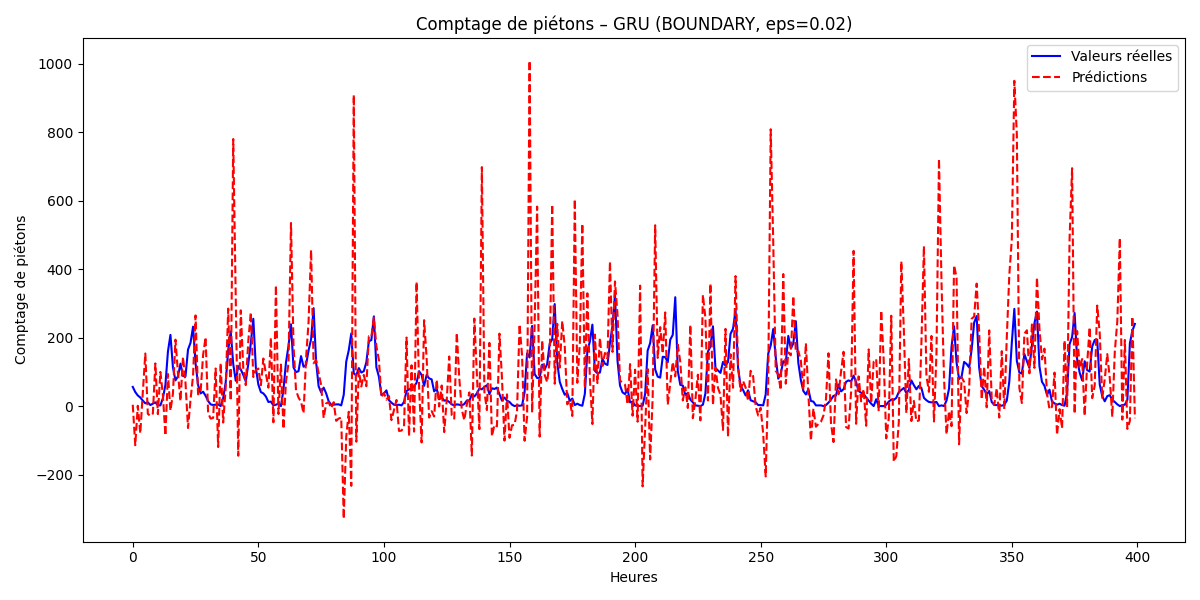 Comptage de piétons – GRU (BOUNDARY, eps=0.02)
Valeurs réelles
Prédictions
Comptage de piétons
1000
800
600
400
200
0
−200
0 50 100 150 200 250 300 350 400
Heures